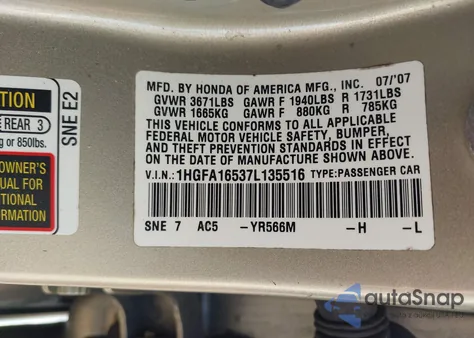 TION
REAR 3
g or 850lbs.
OWNER'S
UAL FOR
TIONAL
ORMATION
SNE E2
MFD. BY HONDA OF AMERICA MFG., INC. 07/'07
GVWR 3671LBS GAWR F 1940LBS R 1731LBS
GVWR 1665KG GAWR F 880KG R 785KG
THIS VEHICLE CONFORMS TO ALL APPLICABLE
FEDERAL MOTOR VEHICLE SAFETY, BUMPER,
AND THEFT PREVENTION STANDARDS IN EFFECT
ON THE DATE OF MANUFACTURE SHOWN ABOVE.
V.I.N.: 1HGFA16537L135516 TYPE: PASSENGER CAR
SNE 7 AC5 -YR566M -H -L
autoSnap